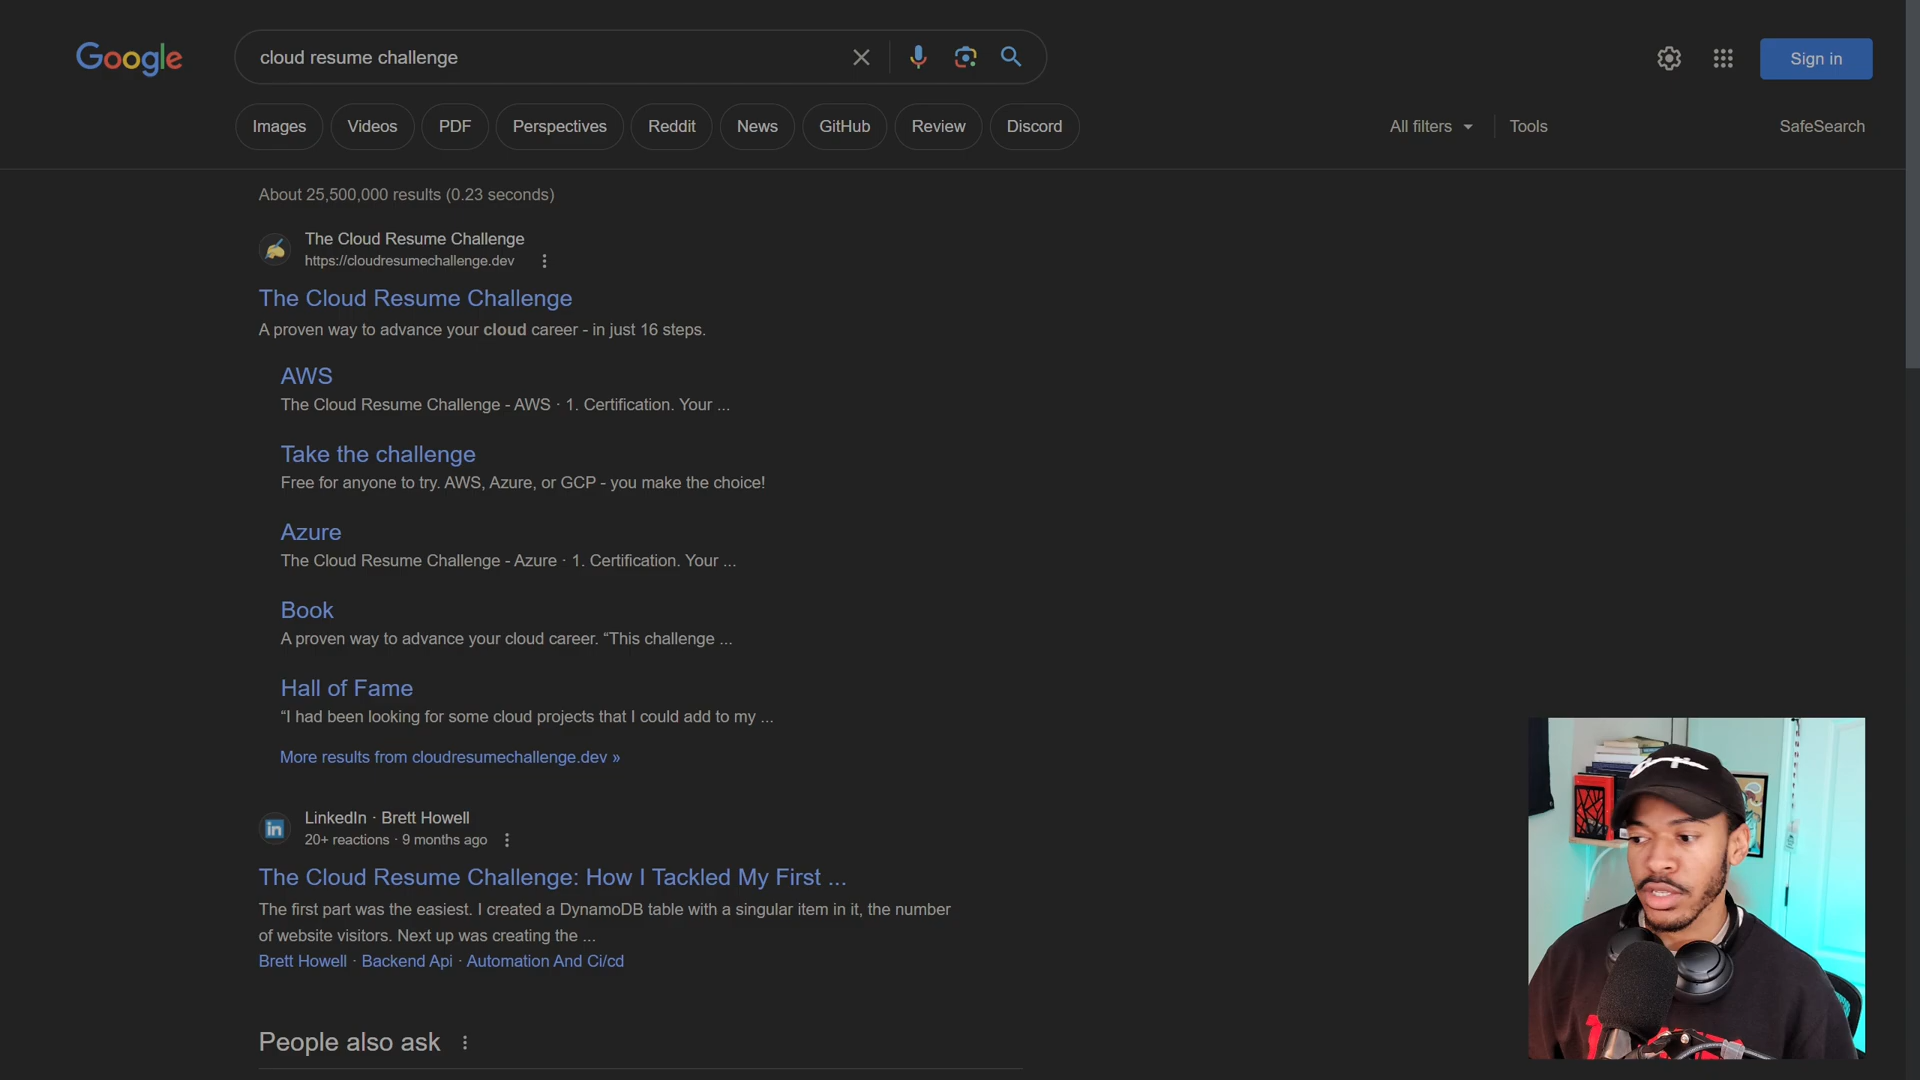 Google
cloud resume challenge
Sign in
Images
Videos
PDF
Perspectives
Reddit
News
GitHub
Review
Discord
All filters
Tools
SafeSearch
About 25,500,000 results (0.23 seconds)
The Cloud Resume Challenge
https://cloudresumechallenge.dev
The Cloud Resume Challenge
A proven way to advance your cloud career - in just 16 steps.
AWS
The Cloud Resume Challenge - AWS · 1. Certification. Your ...
Take the challenge
Free for anyone to try. AWS, Azure, or GCP - you make the choice!
Azure
The Cloud Resume Challenge - Azure · 1. Certification. Your ...
Book
A proven way to advance your cloud career. “This challenge ...
Hall of Fame
“I had been looking for some cloud projects that I could add to my ...
More results from cloudresumechallenge.dev »
in
LinkedIn · Brett Howell
20+ reactions · 9 months ago
The Cloud Resume Challenge: How I Tackled My First ...
The first part was the easiest. I created a DynamoDB table with a singular item in it, the number
of website visitors. Next up was creating the ...
Brett Howell · Backend Api · Automation And Ci/cd
People also ask